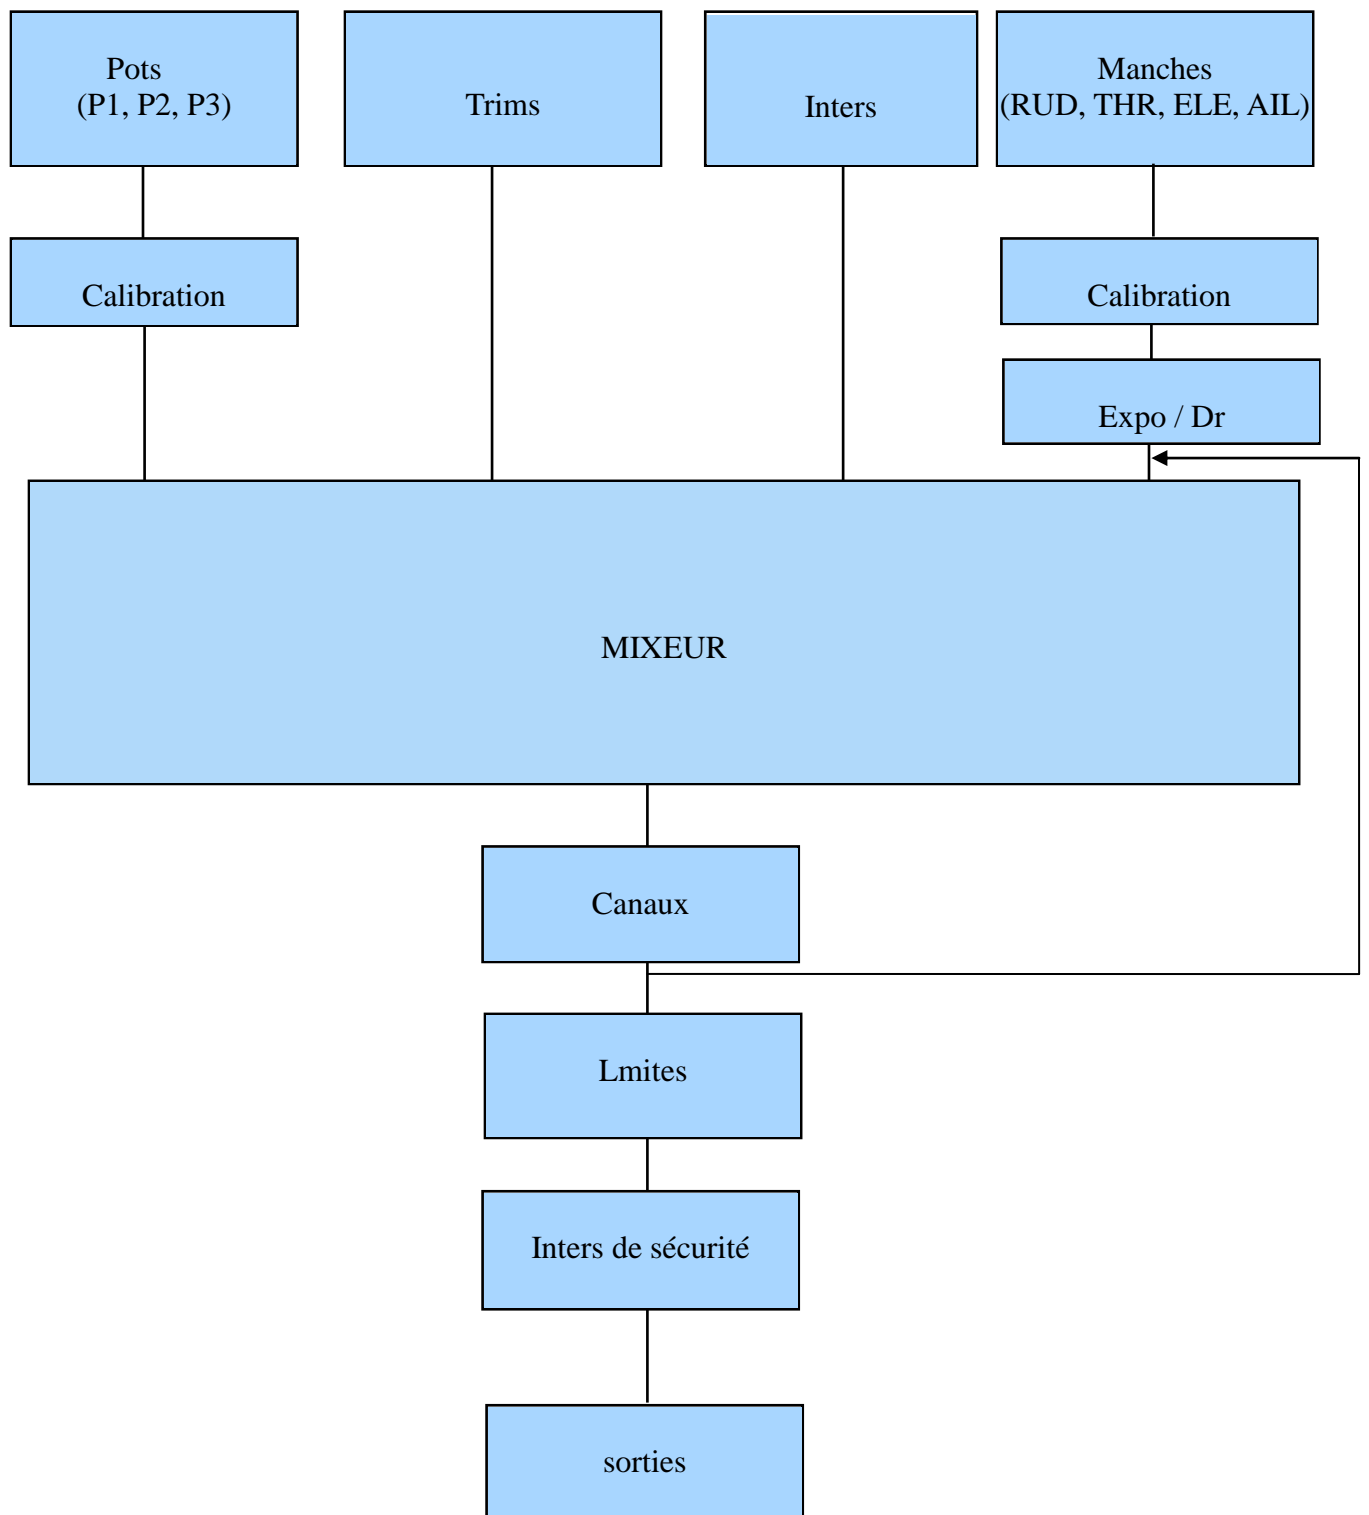 Pots
(P1, P2, P3)
Trims
Inters
Manches
(RUD, THR, ELE, AIL)
Calibration
Calibration
Expo / Dr
MIXEUR
Canaux
Lmites
Inters de sécurité
sorties